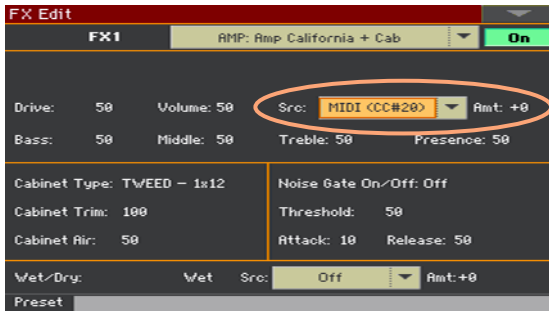 FX Edit
FX1 AMP: Amp California + Cab On
Drive: 50 Volume: 50 Src: MIDI (CC#20) Amt: +0
Bass: 50 Middle: 50 Treble: 50 Presence: 50
Cabinet Type: TWEED - 1x12 Noise Gate On/Off: Off
Cabinet Trim: 100 Threshold: 50
Cabinet Air: 50 Attack: 10 Release: 50
Wet/Dry: Wet Src: Off Amt:+0
Preset